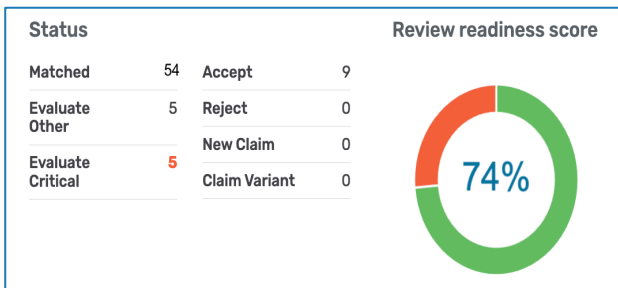 Status
Review readiness score
Matched 54
Accept 9
Evaluate Other 5
Reject 0
New Claim 0
Evaluate Critical 5
Claim Variant 0
74%